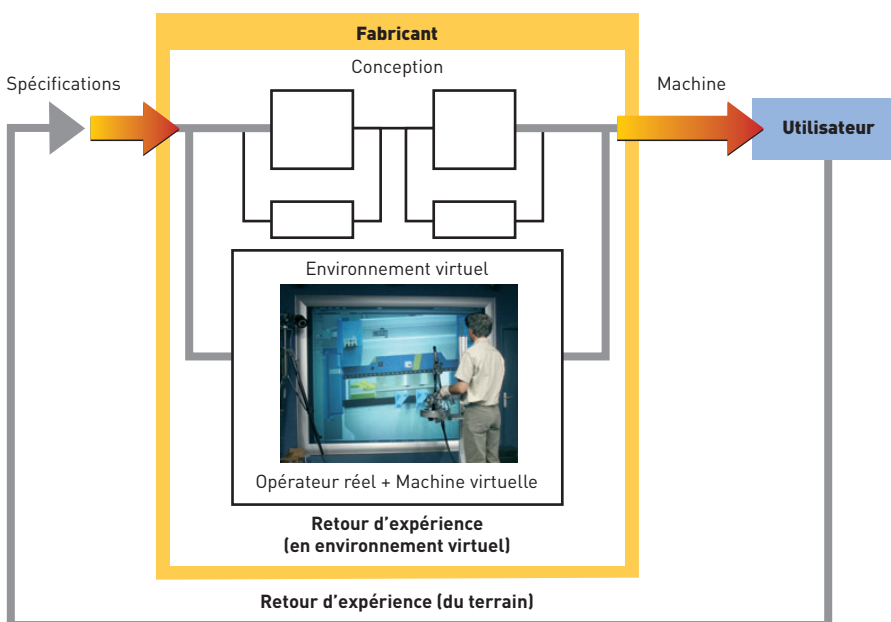 Fabricant
Conception
Spécifications
Machine
Utilisateur
Environnement virtuel
Opérateur réel + Machine virtuelle
Retour d’expérience
(en environnement virtuel)
Retour d’expérience (du terrain)